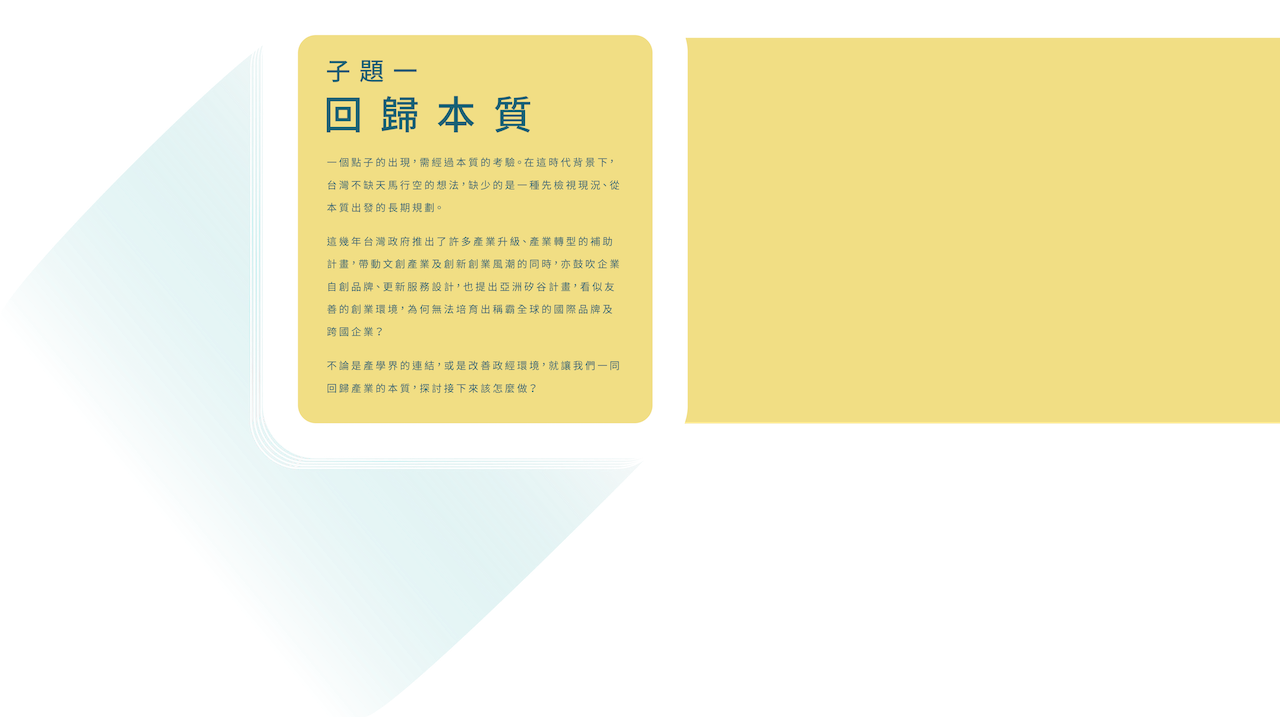 子題一
回歸本質
一個點子的出現，需經過本質的考驗。在這時代背景下，
台灣不缺天馬行空的想法，缺少的是一種先檢視現況、從
本質出發的長期規劃。
這幾年台灣政府推出了許多產業升級、產業轉型的補助
計畫，帶動文創產業及創新創業風潮的同時，亦鼓吹企業
自創品牌、更新服務設計，也提出亞洲矽谷計畫，看似友
善的創業環境，為何無法培育出稱霸全球的國際品牌及
跨國企業？
不論是產學界的連結，或是改善政經環境，就讓我們一同
回歸產業的本質，探討接下來該怎麼做？